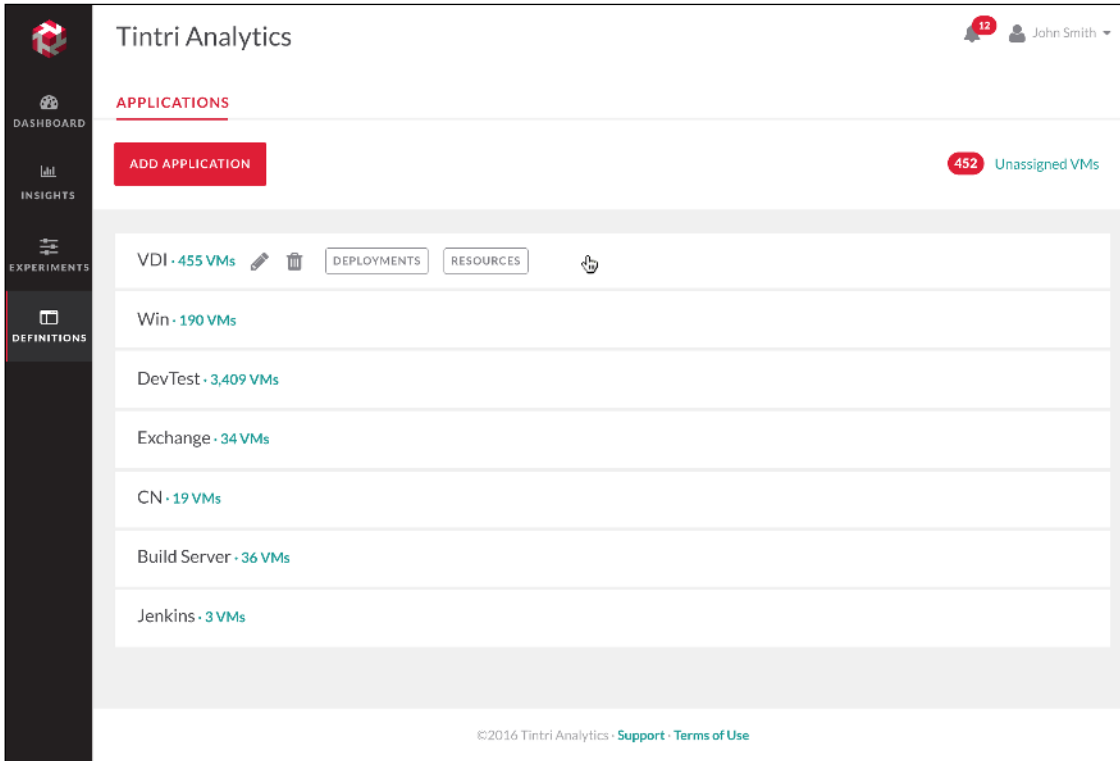 Tintri Analytics
12
John Smith
DASHBOARD
INSIGHTS
EXPERIMENTS
DEFINITIONS
APPLICATIONS
ADD APPLICATION
452 Unassigned VMs
VDI · 455 VMs DEPLOYMENTS RESOURCES
Win · 190 VMs
DevTest · 3,409 VMs
Exchange · 34 VMs
CN · 19 VMs
Build Server · 36 VMs
Jenkins · 3 VMs
©2016 Tintri Analytics · Support · Terms of Use